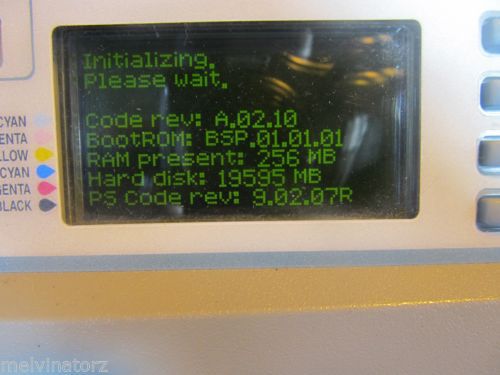 Initializing.
Please wait.
Code rev: A.02.10
BootROM: BSP.01.01.01
RAM present: 256 MB
Hard disk: 19595 MB
PS Code rev: 9.02.07R
CYAN
ENTA
LLOW
CYAN
GENTA
BLACK
melvinatorz